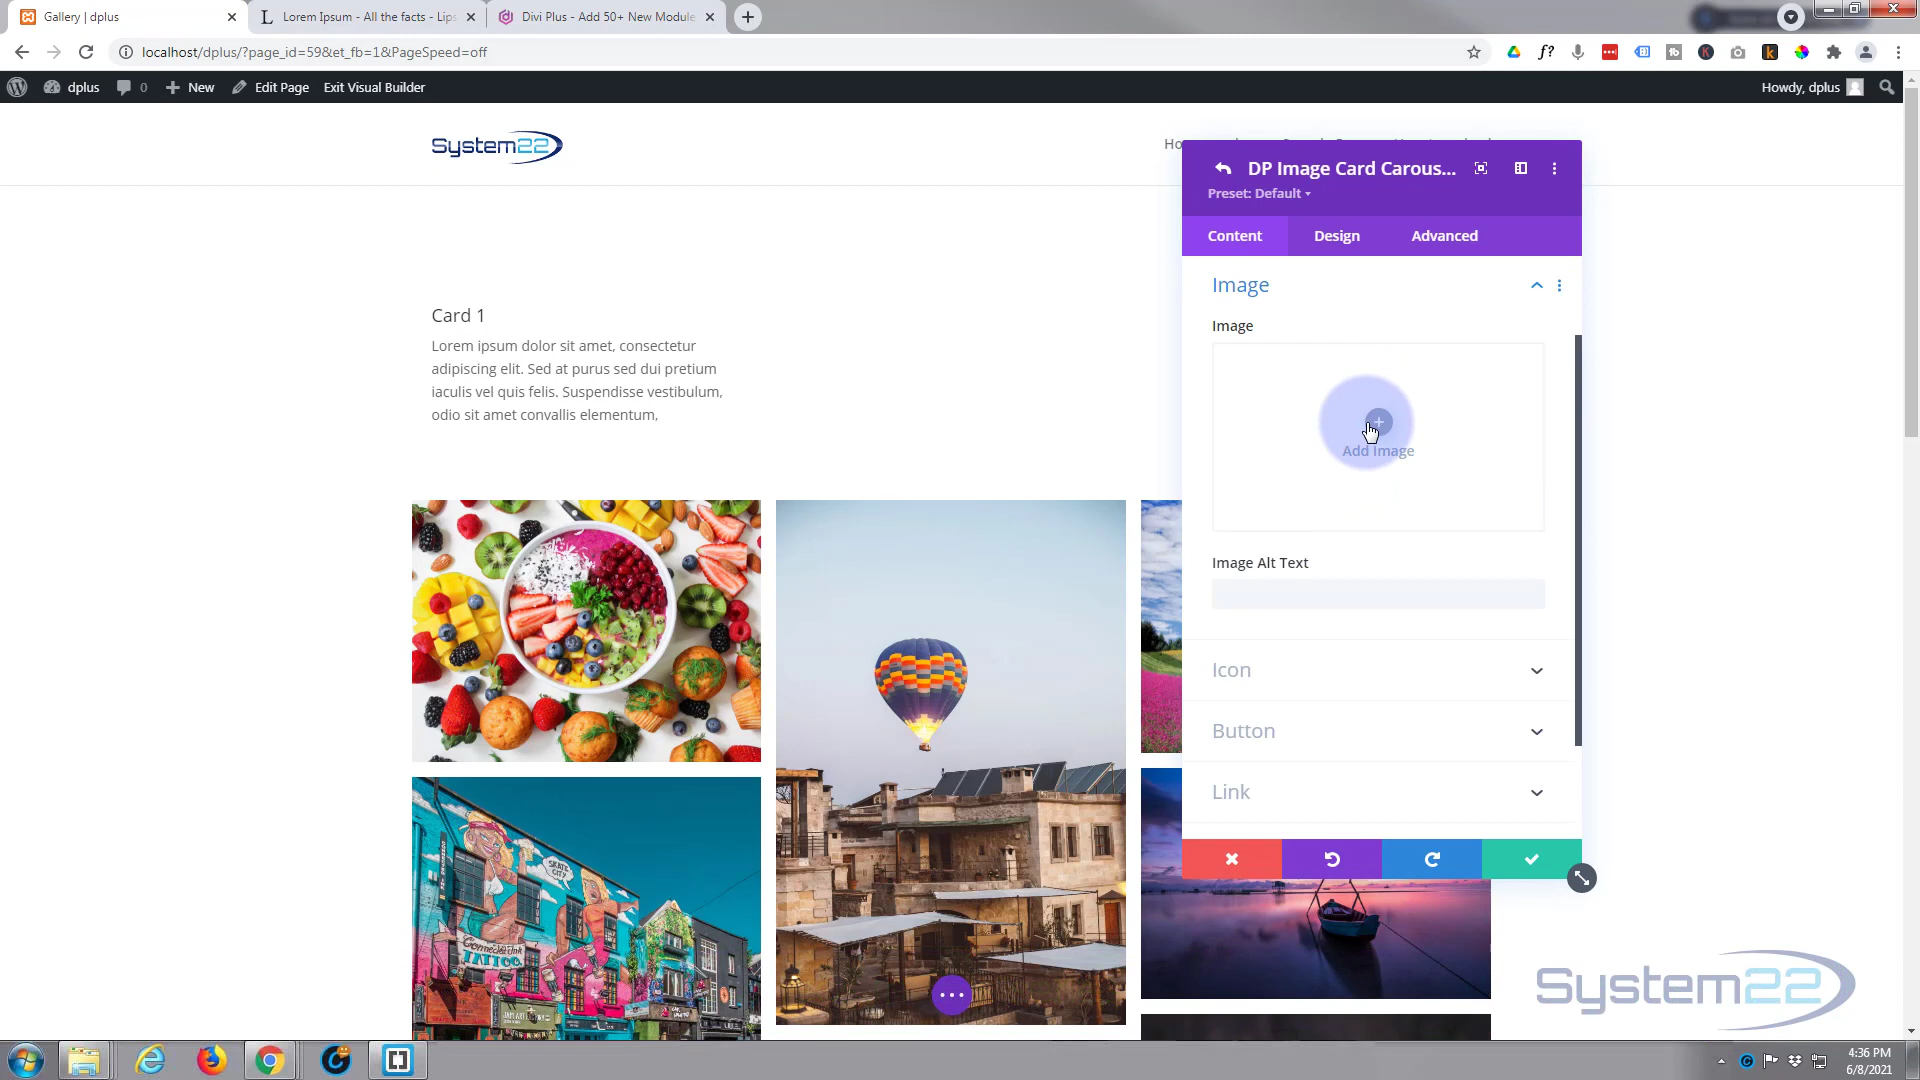 Gallery | dplus
Lorem Ipsum - All the facts - Lips
Divi Plus - Add 50+ New Module
localhost/dplus/?page_id=59&et_fb=1&PageSpeed=off
dplus
0
New
Edit Page
Exit Visual Builder
Howdy, dplus
System22
Ho
DP Image Card Carous...
Preset: Default
Content
Design
Advanced
Image
Image
Add Image
Image Alt Text
Icon
Button
Link
Card 1
Lorem ipsum dolor sit amet, consectetur
adipiscing elit. Sed at purus sed dui pretium
iaculis vel quis felis. Suspendisse vestibulum,
odio sit amet convallis elementum,
SKATE
CITY
TATTOO
System22
4:36 PM
6/8/2021